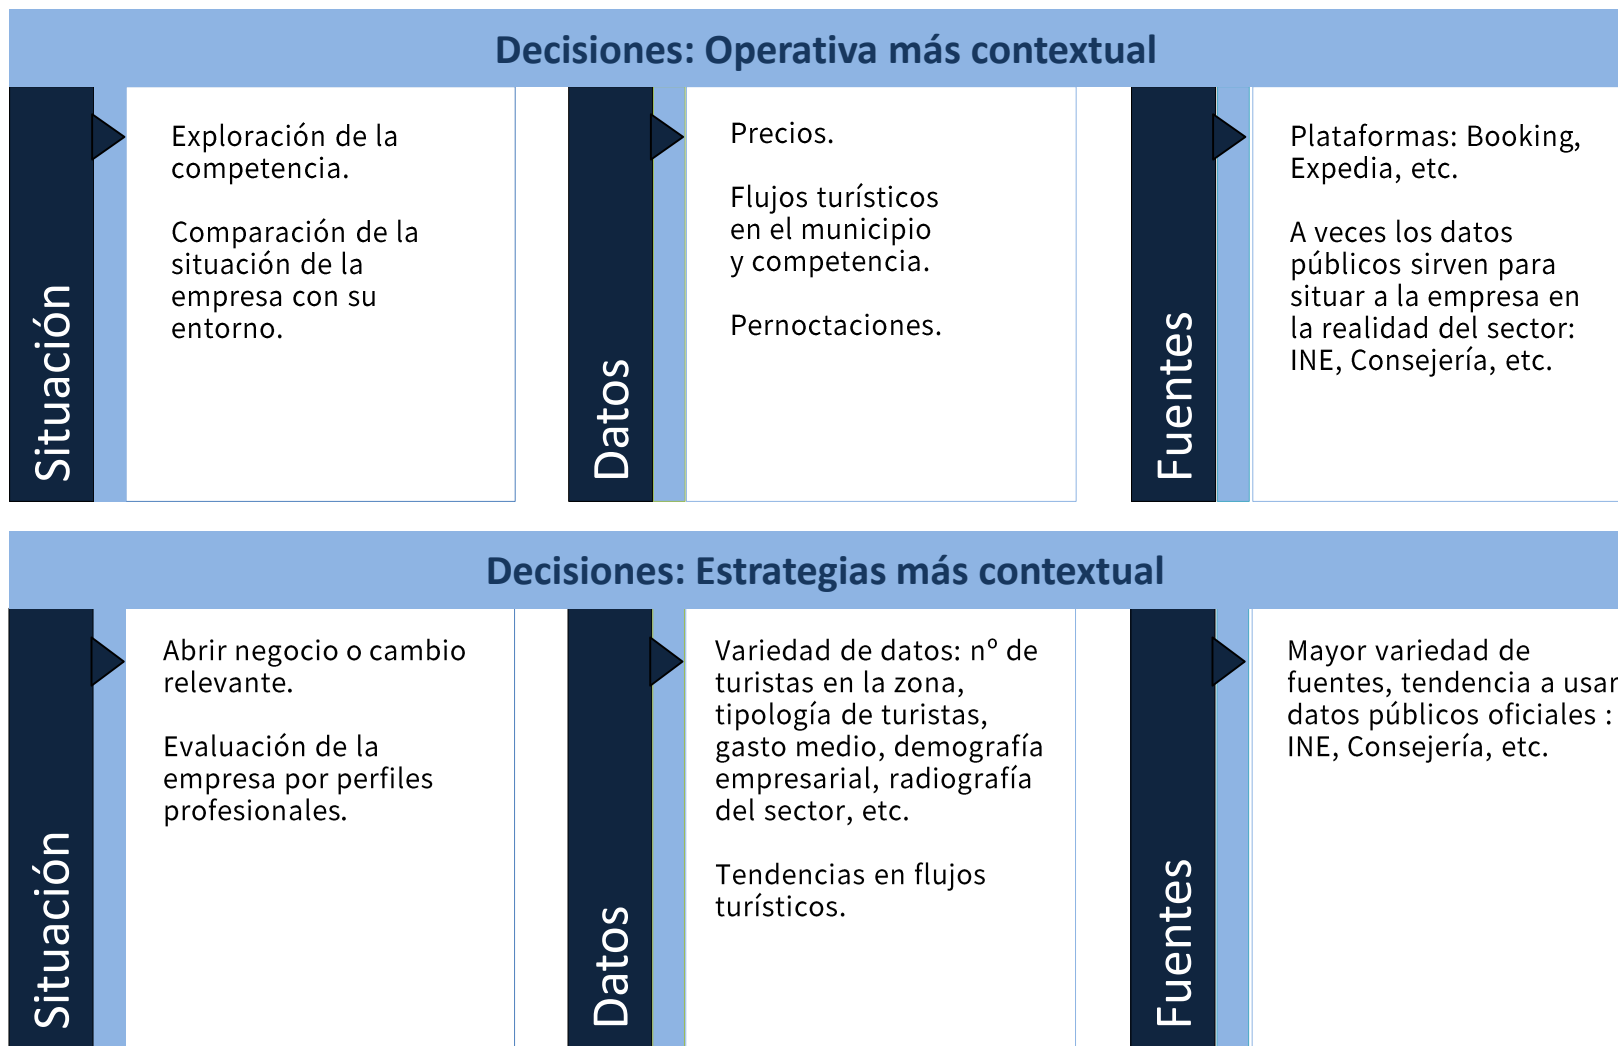 Decisiones: Operativa más contextual
Situación
Exploración de la
competencia.
Comparación de la
situación de la
empresa con su
entorno.
Datos
Precios.
Flujos turísticos
en el municipio
y competencia.
Pernoctaciones.
Fuentes
Plataformas: Booking,
Expedia, etc.
A veces los datos
públicos sirven para
situar a la empresa en
la realidad del sector:
INE, Consejería, etc.
Decisiones: Estrategias más contextual
Situación
Abrir negocio o cambio
relevante.
Evaluación de la
empresa por perfiles
profesionales.
Datos
Variedad de datos: nº de
turistas en la zona,
tipología de turistas,
gasto medio, demografía
empresarial, radiografía
del sector, etc.
Tendencias en flujos
turísticos.
Fuentes
Mayor variedad de
fuentes, tendencia a usar
datos públicos oficiales :
INE, Consejería, etc.